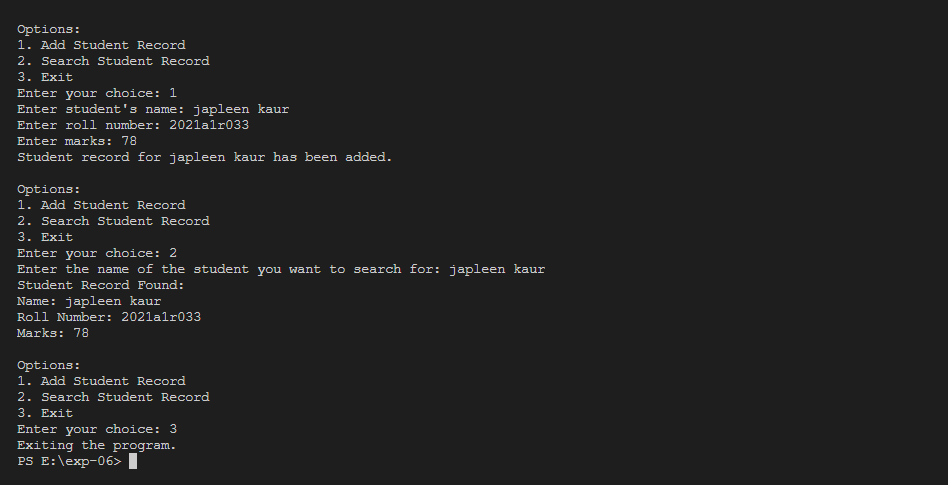 Options:
1. Add Student Record
2. Search Student Record
3. Exit
Enter your choice: 1
Enter student's name: japleen kaur
Enter roll number: 2021a1r033
Enter marks: 78
Student record for japleen kaur has been added.
Options:
1. Add Student Record
2. Search Student Record
3. Exit
Enter your choice: 2
Enter the name of the student you want to search for: japleen kaur
Student Record Found:
Name: japleen kaur
Roll Number: 2021a1r033
Marks: 78
Options:
1. Add Student Record
2. Search Student Record
3. Exit
Enter your choice: 3
Exiting the program.
PS E:\exp-06>